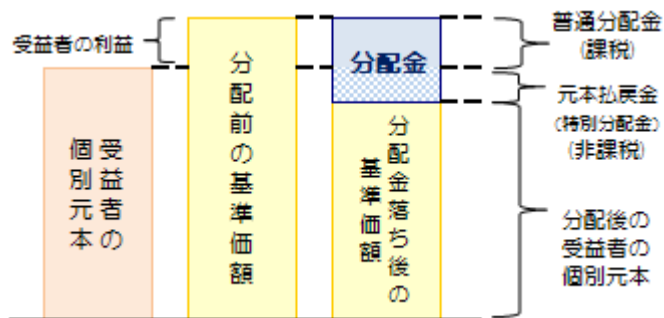 受益者の利益
受益者の
個別元本
分配前の基準価額
分配金
分配金落ち後の
基準価額
普通分配金
(課税)
元本払戻金
(特別分配金)
(非課税)
分配後の
受益者の
個別元本